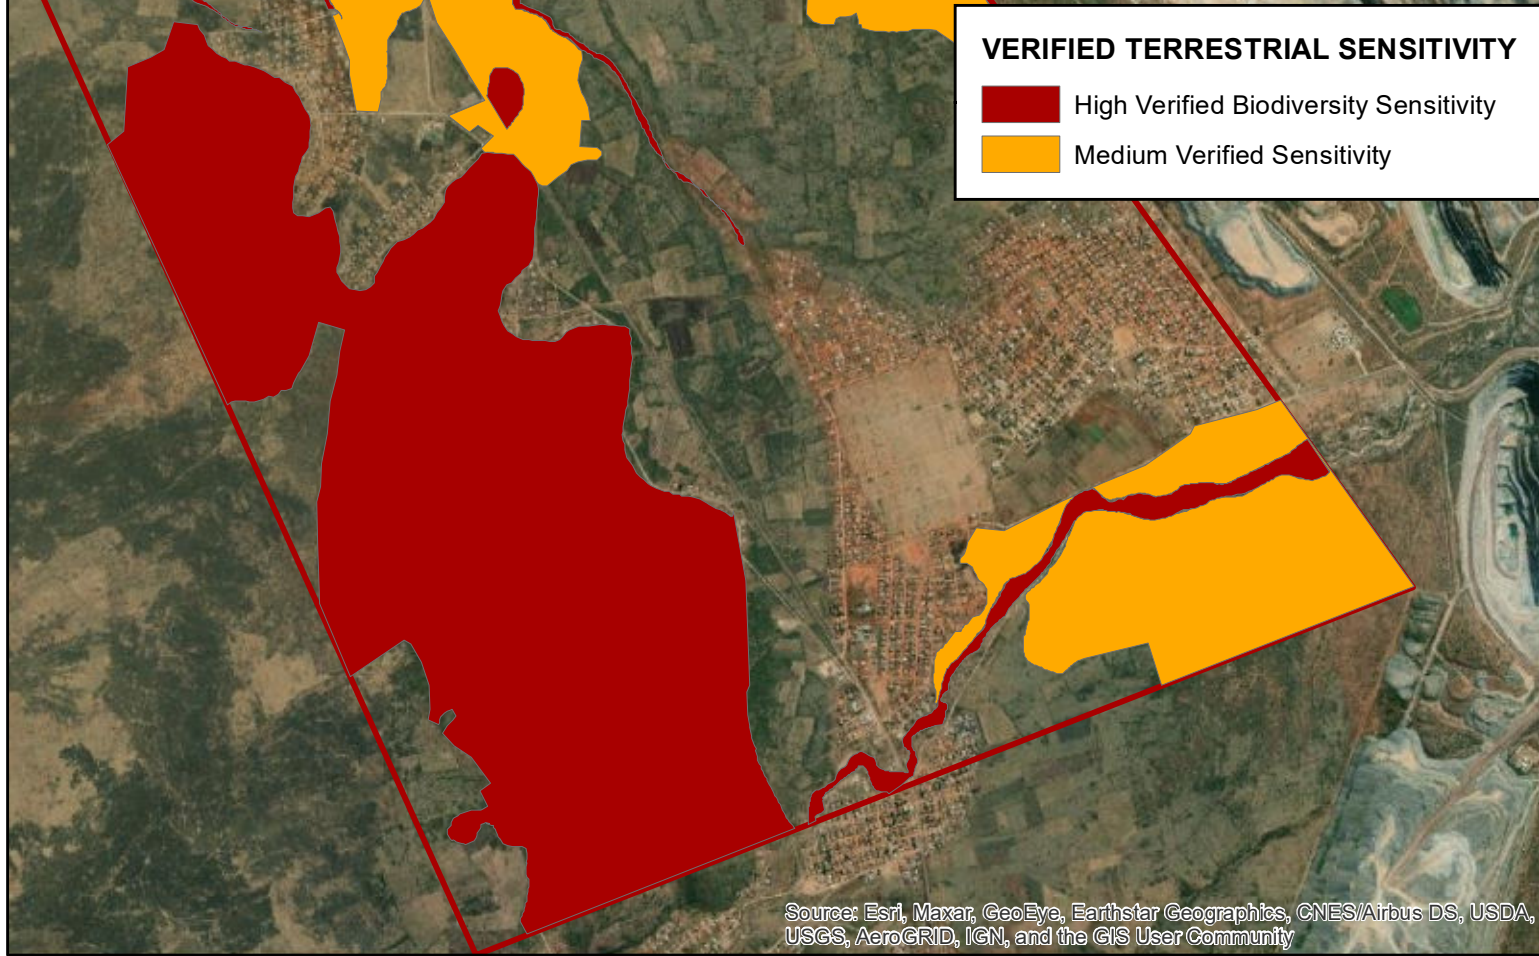 VERIFIED TERRESTRIAL SENSITIVITY
High Verified Biodiversity Sensitivity
Medium Verified Sensitivity
Source: Esri, Maxar, GeoEye, Earthstar Geographics, CNES/Airbus DS, USDA,
USGS, AeroGRID, IGN, and the GIS User Community